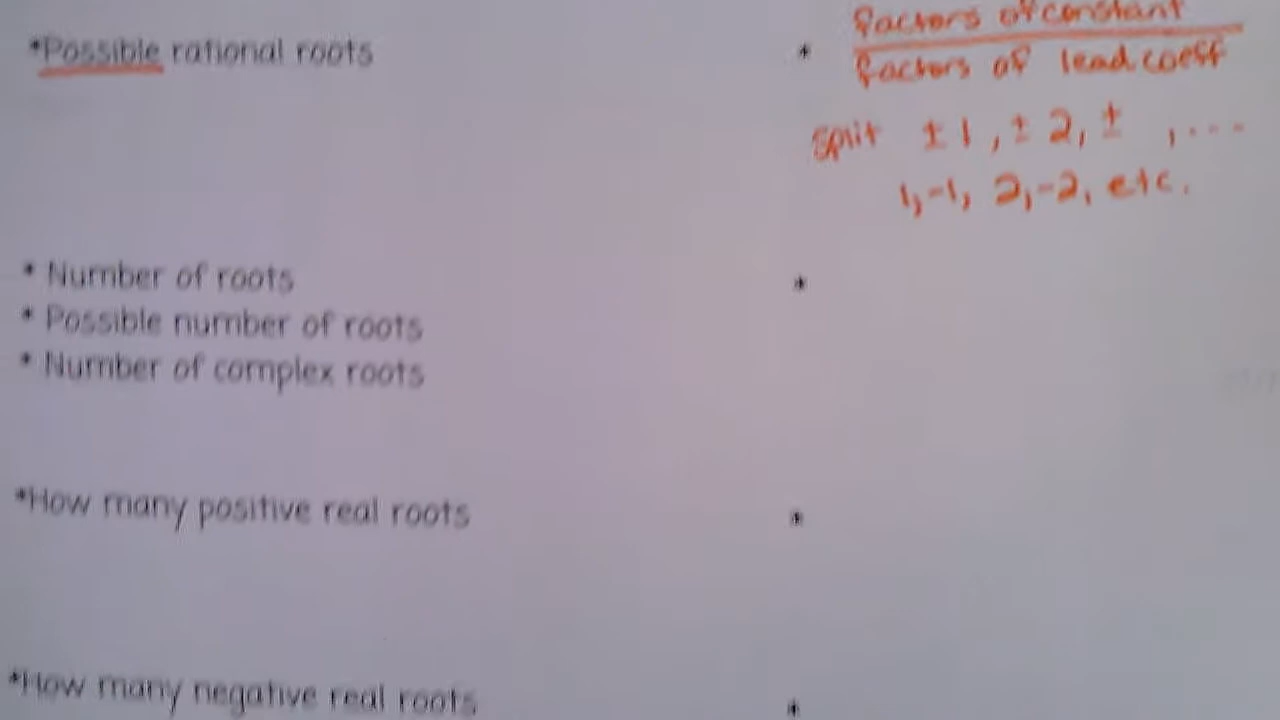 *Possible rational roots
* factors of constant
factors of lead coeff
split ± 1, ± 2, ± , ...
1, -1, 2, -2, etc.
* Number of roots
*
* Possible number of roots
* Number of complex roots
*How many positive real roots
*
*How many negative real roots
*